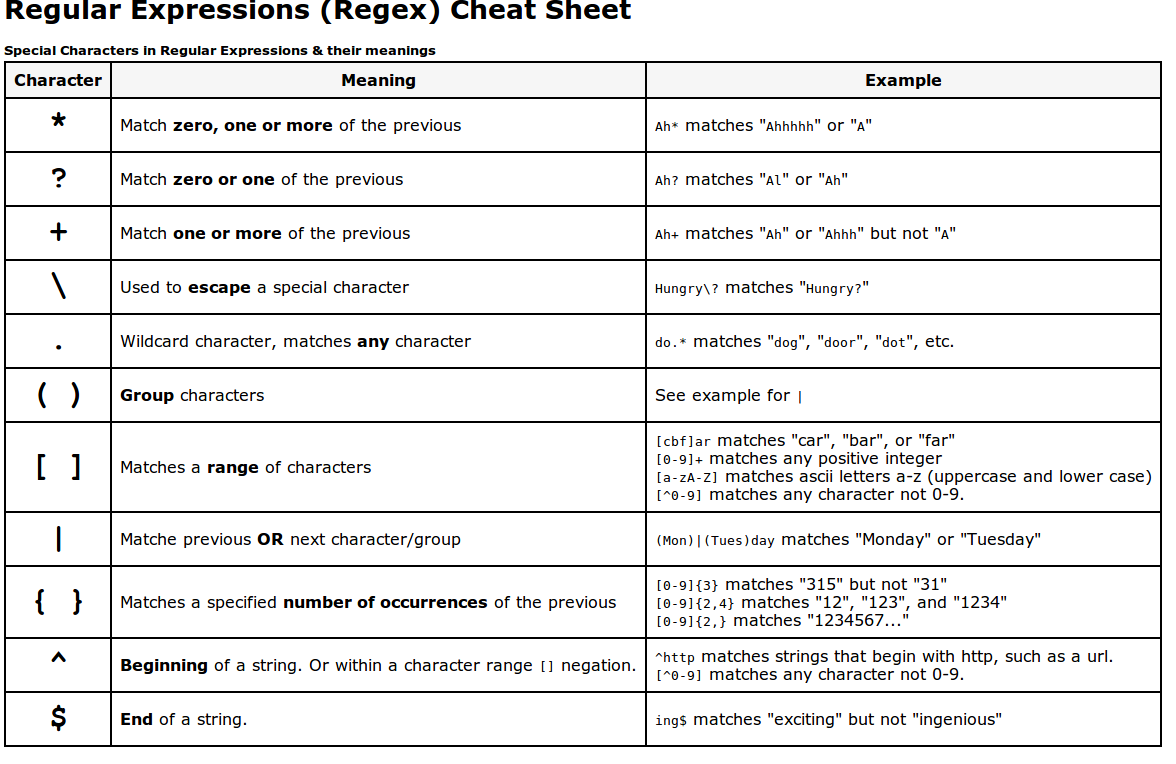 Regular Expressions (Regex) Cheat Sheet
Special Characters in Regular Expressions & their meanings
Character Meaning Example
* Match zero, one or more of the previous Ah* matches "Ahhhhh" or "A"
? Match zero or one of the previous Ah? matches "Al" or "Ah"
+ Match one or more of the previous Ah+ matches "Ah" or "Ahhh" but not "A"
\ Used to escape a special character Hungry\? matches "Hungry?"
. Wildcard character, matches any character do.* matches "dog", "door", "dot", etc.
( ) Group characters See example for |
[ ] Matches a range of characters
[cbf]ar matches "car", "bar", or "far"
[0-9]+ matches any positive integer
[a-zA-Z] matches ascii letters a-z (uppercase and lower case)
[^0-9] matches any character not 0-9.
| Matche previous OR next character/group (Mon)|(Tues)day matches "Monday" or "Tuesday"
{ } Matches a specified number of occurrences of the previous
[0-9]{3} matches "315" but not "31"
[0-9]{2,4} matches "12", "123", and "1234"
[0-9]{2,} matches "1234567..."
^ Beginning of a string. Or within a character range [] negation.
^http matches strings that begin with http, such as a url.
[^0-9] matches any character not 0-9.
$ End of a string. ing$ matches "exciting" but not "ingenious"